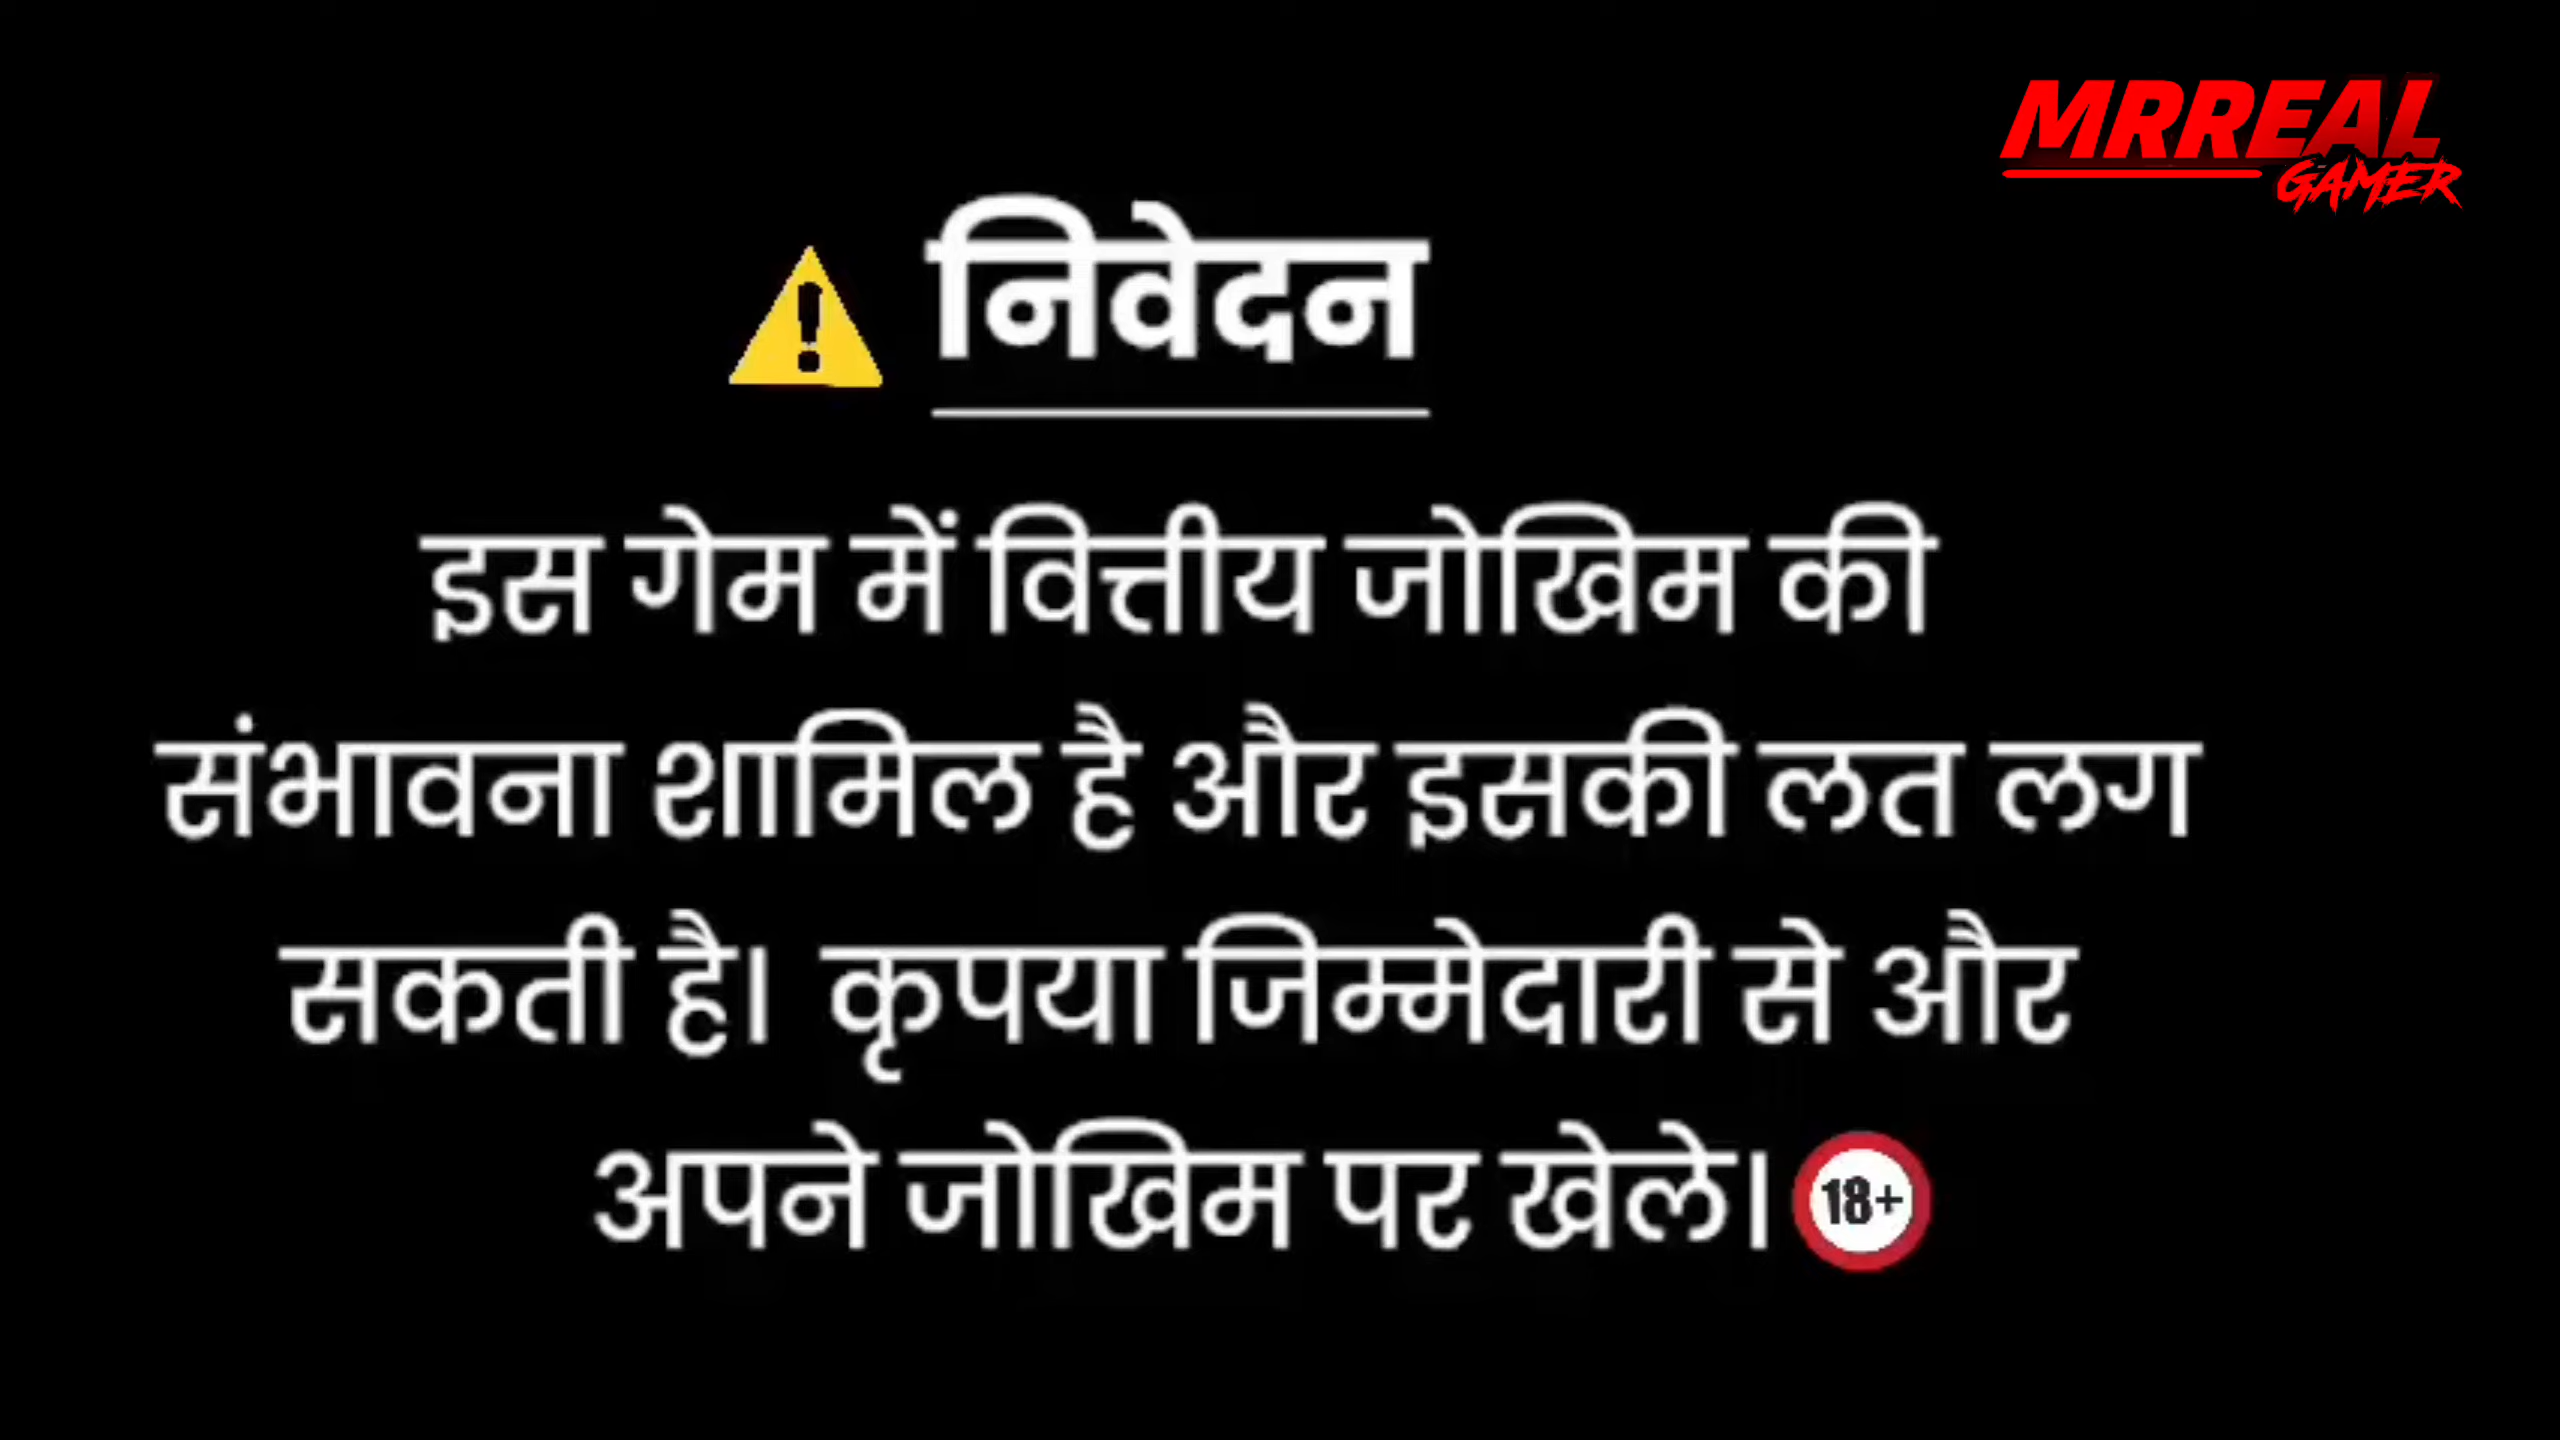 MRREAL
GAMER
⚠ निवेदन
इस गेम में वित्तीय जोखिम की
संभावना शामिल है और इसकी लत लग
सकती है। कृपया जिम्मेदारी से और
अपने जोखिम पर खेले। 18+